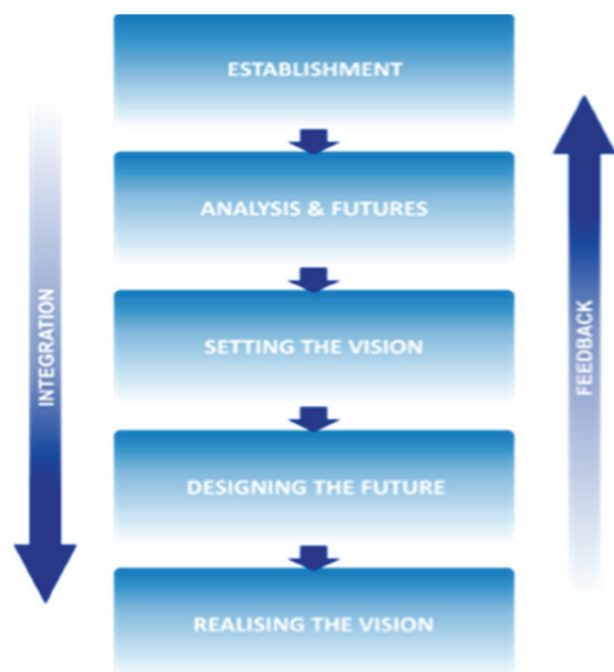 ESTABLISHMENT
ANALYSIS & FUTURES
SETTING THE VISION
DESIGNING THE FUTURE
REALISING THE VISION
INTEGRATION
FEEDBACK